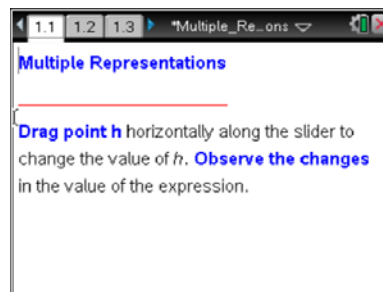 1.1 1.2 1.3 *Multiple_Re…ons
Multiple Representations
Drag point h horizontally along the slider to
change the value of h. Observe the changes
in the value of the expression.